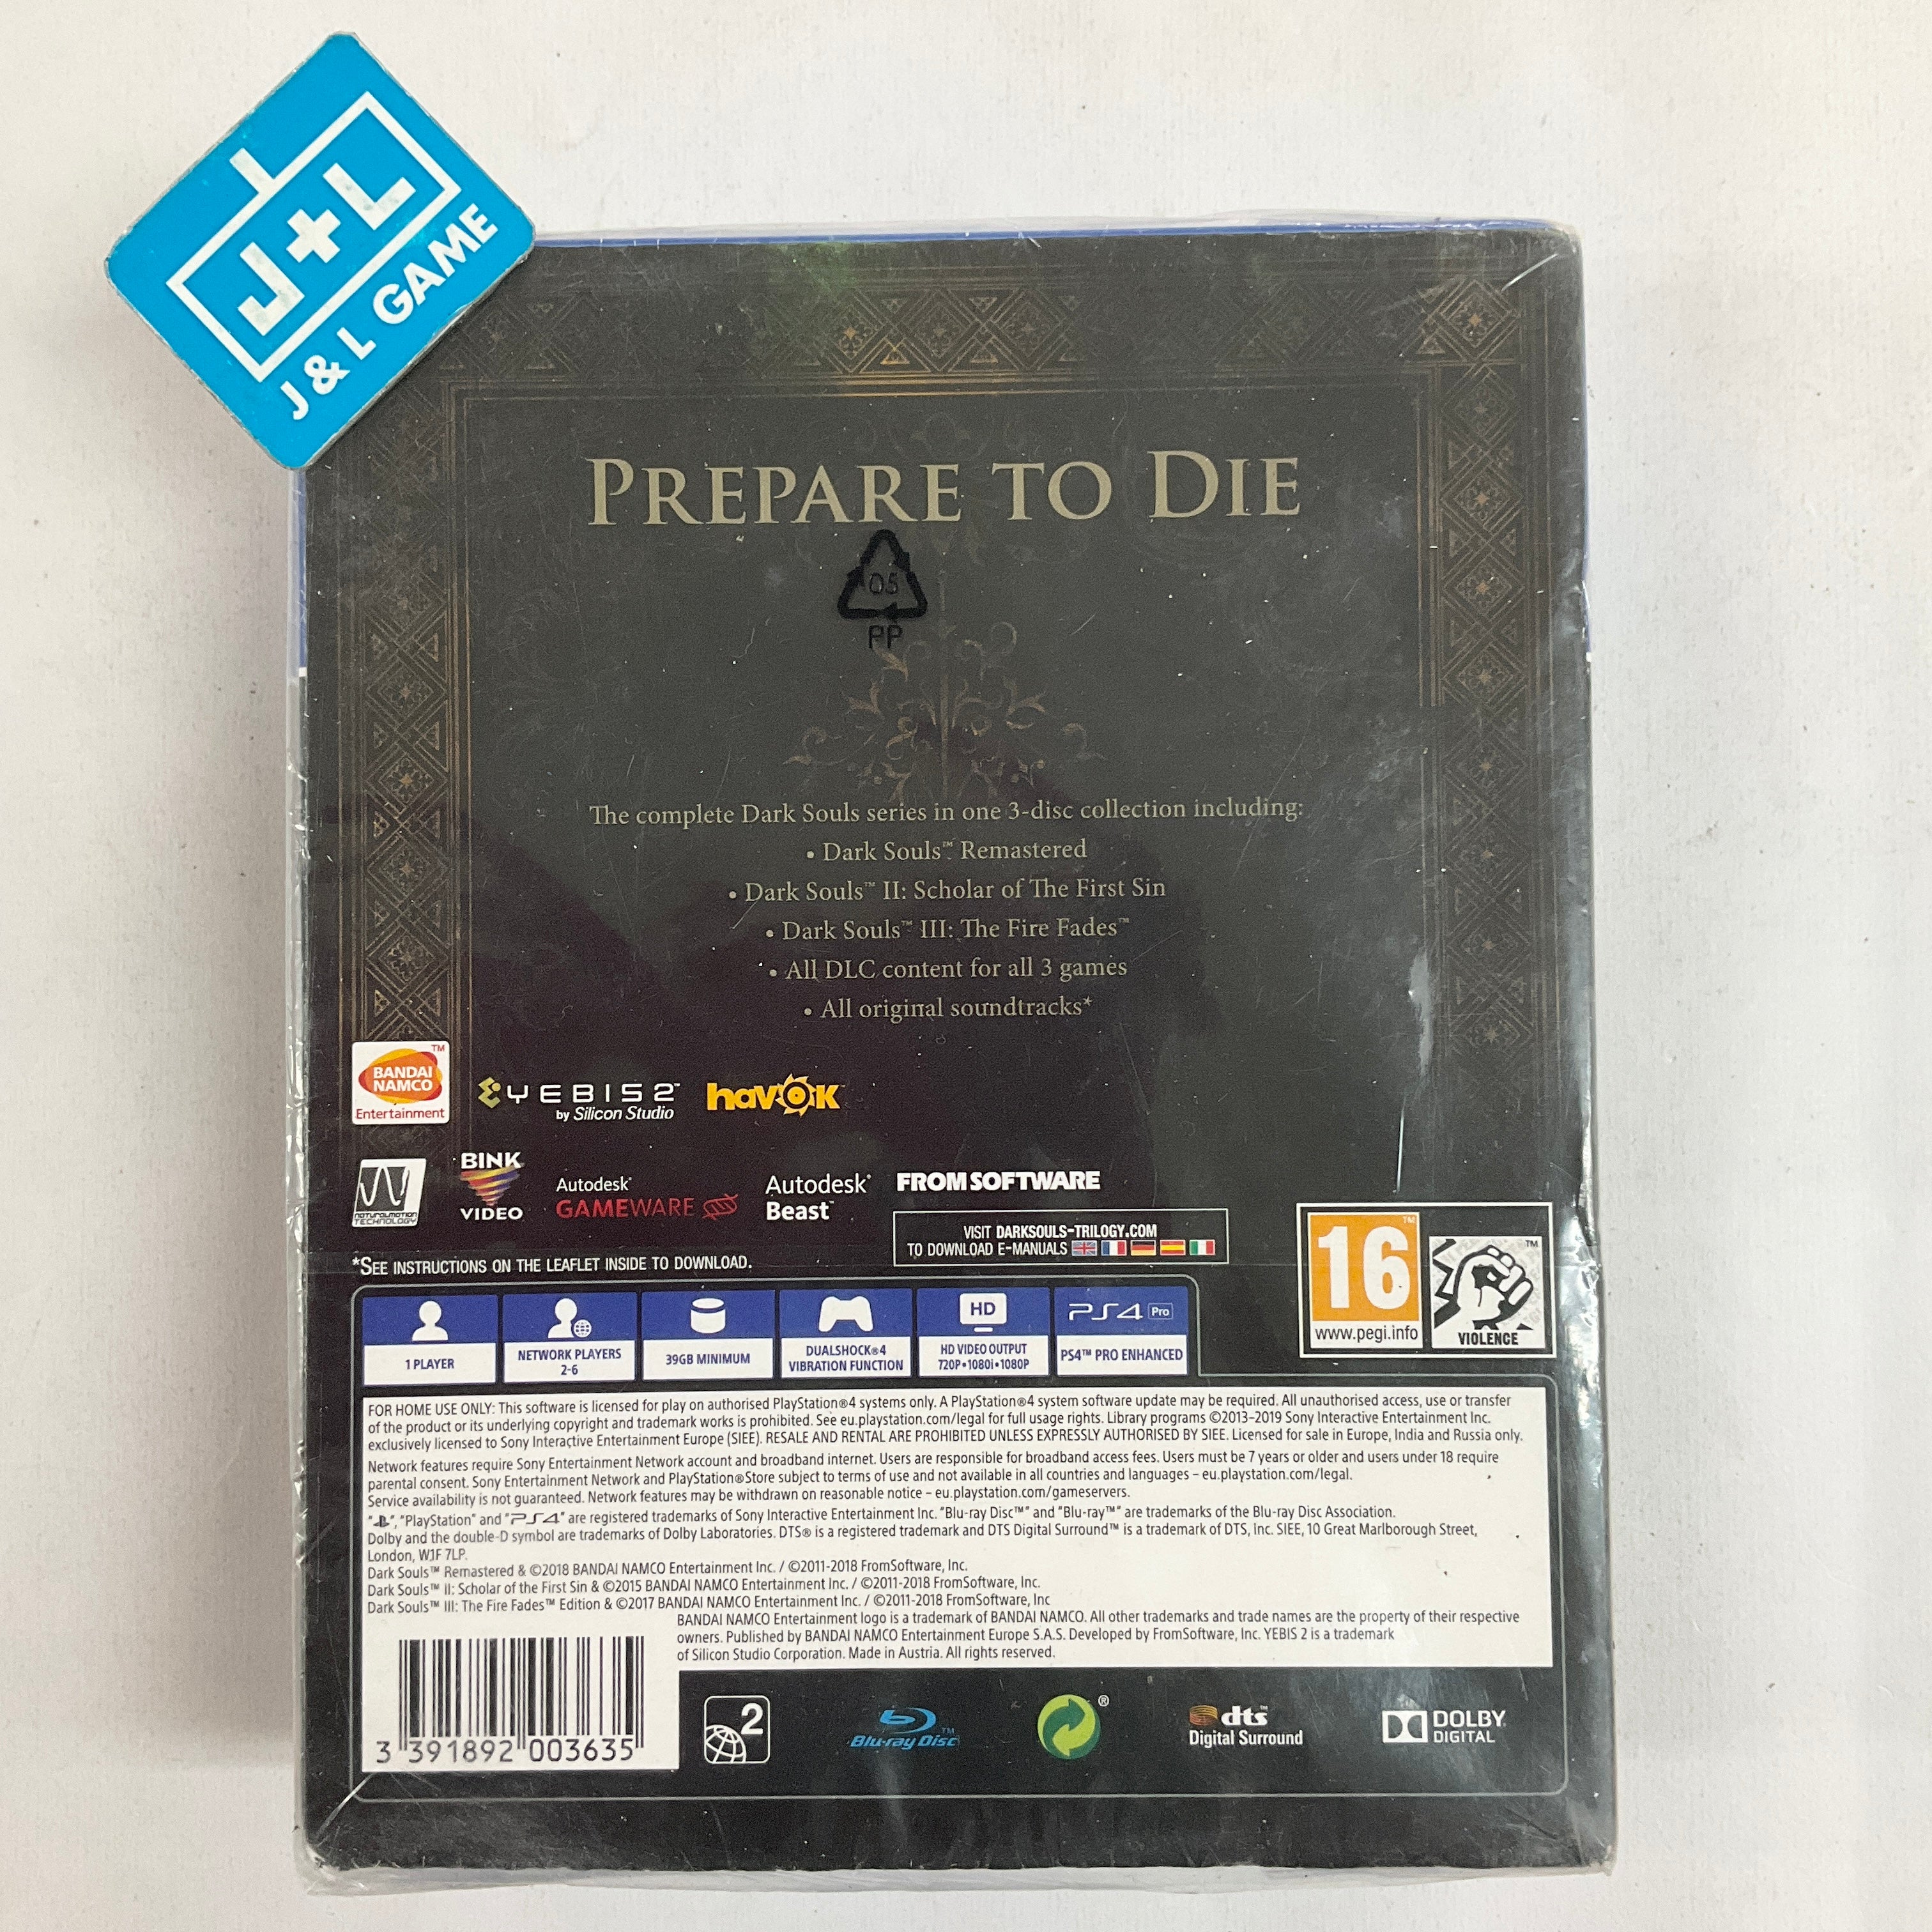 J+L
J & L GAME
PREPARE TO DIE
05
PP
The complete Dark Souls series in one 3-disc collection including:
• Dark Souls™ Remastered
• Dark Souls™ II: Scholar of The First Sin
• Dark Souls™ III: The Fire Fades™
• All DLC content for all 3 games
• All original soundtracks*
BANDAI
NAMCO
Entertainment
YEBIS 2™
by Silicon Studio
havok
naturalmotion
TECHNOLOGY
BINK
VIDEO
Autodesk®
GAMEWARE
Autodesk®
Beast™
FROMSOFTWARE
VISIT DARKSOULS-TRILOGY.COM
TO DOWNLOAD E-MANUALS
*SEE INSTRUCTIONS ON THE LEAFLET INSIDE TO DOWNLOAD.
16™
www.pegi.info
VIOLENCE
1 PLAYER
NETWORK PLAYERS
2-6
39GB MINIMUM
DUALSHOCK®4
VIBRATION FUNCTION
HD
HD VIDEO OUTPUT
720P•1080i•1080P
PS4 Pro
PS4™ PRO ENHANCED
FOR HOME USE ONLY: This software is licensed for play on authorised PlayStation®4 systems only. A PlayStation®4 system software update may be required. All unauthorised access, use or transfer
of the product or its underlying copyright and trademark works is prohibited. See eu.playstation.com/legal for full usage rights. Library programs ©2013-2019 Sony Interactive Entertainment Inc.
exclusively licensed to Sony Interactive Entertainment Europe (SIEE). RESALE AND RENTAL ARE PROHIBITED UNLESS EXPRESSLY AUTHORISED BY SIEE. Licensed for sale in Europe, India and Russia only.
Network features require Sony Entertainment Network account and broadband internet. Users are responsible for broadband access fees. Users must be 7 years or older and users under 18 require
parental consent. Sony Entertainment Network and PlayStation®Store subject to terms of use and not available in all countries and languages – eu.playstation.com/legal.
Service availability is not guaranteed. Network features may be withdrawn on reasonable notice – eu.playstation.com/gameservers.
"PS", "PlayStation" and "PS4" are registered trademarks of Sony Interactive Entertainment Inc. "Blu-ray Disc™" and "Blu-ray™" are trademarks of the Blu-ray Disc Association.
Dolby and the double-D symbol are trademarks of Dolby Laboratories. DTS® is a registered trademark and DTS Digital Surround™ is a trademark of DTS, Inc. SIEE, 10 Great Marlborough Street,
London, W1F 7LP.
Dark Souls™ Remastered & ©2018 BANDAI NAMCO Entertainment Inc. / ©2011-2018 FromSoftware, Inc.
Dark Souls™ II: Scholar of the First Sin & ©2015 BANDAI NAMCO Entertainment Inc. / ©2011-2018 FromSoftware, Inc.
Dark Souls™ III: The Fire Fades™ Edition & ©2017 BANDAI NAMCO Entertainment Inc. / ©2011-2018 FromSoftware, Inc
BANDAI NAMCO Entertainment logo is a trademark of BANDAI NAMCO. All other trademarks and trade names are the property of their respective
owners. Published by BANDAI NAMCO Entertainment Europe S.A.S. Developed by FromSoftware, Inc. YEBIS 2 is a trademark
of Silicon Studio Corporation. Made in Austria. All rights reserved.
3 391892 003635
2
Blu-ray Disc™
dts™
Digital Surround
DOLBY
DIGITAL